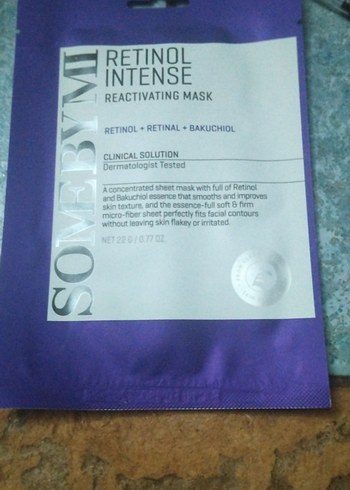 SOMEBYMI
RETINOL
INTENSE
REACTIVATING MASK
RETINOL + RETINAL + BAKUCHIOL
CLINICAL SOLUTION
Dermatologist Tested
A concentrated sheet mask with full of Retinol
and Bakuchiol essence that smooths and improves
skin texture, and the essence-full soft & firm
micro-fiber sheet perfectly fits facial contours
without leaving skin flakey or irritated.
NET 22 G / 0.77 OZ.